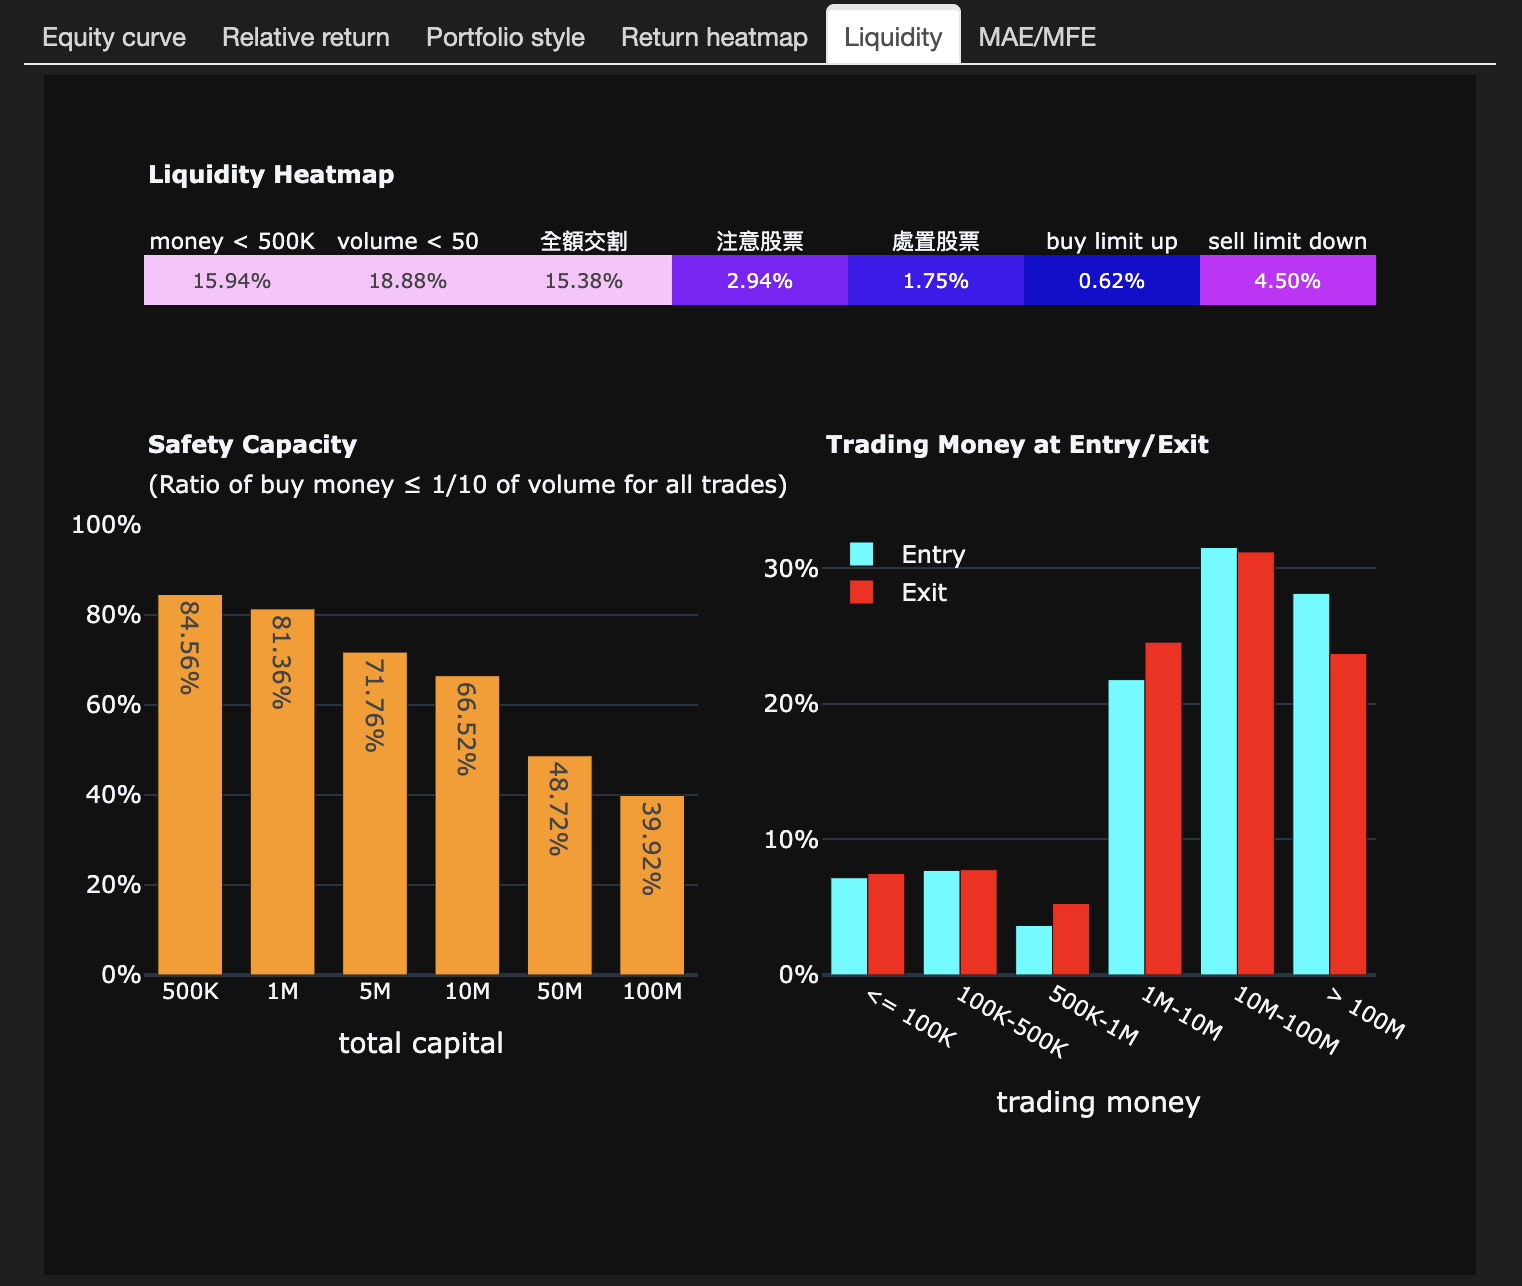 Equity curve Relative return Portfolio style Return heatmap Liquidity MAE/MFE
Liquidity Heatmap
money < 500K volume < 50 全額交割 注意股票 處置股票 buy limit up sell limit down
15.94% 18.88% 15.38% 2.94% 1.75% 0.62% 4.50%
Safety Capacity
(Ratio of buy money ≤ 1/10 of volume for all trades)
100%
80%
60%
40%
20%
0%
84.56% 81.36% 71.76% 66.52% 48.72% 39.92%
500K 1M 5M 10M 50M 100M
total capital
Trading Money at Entry/Exit
Entry
Exit
30%
20%
10%
0%
<= 100K 100K-500K 500K-1M 1M-10M 10M-100M > 100M
trading money